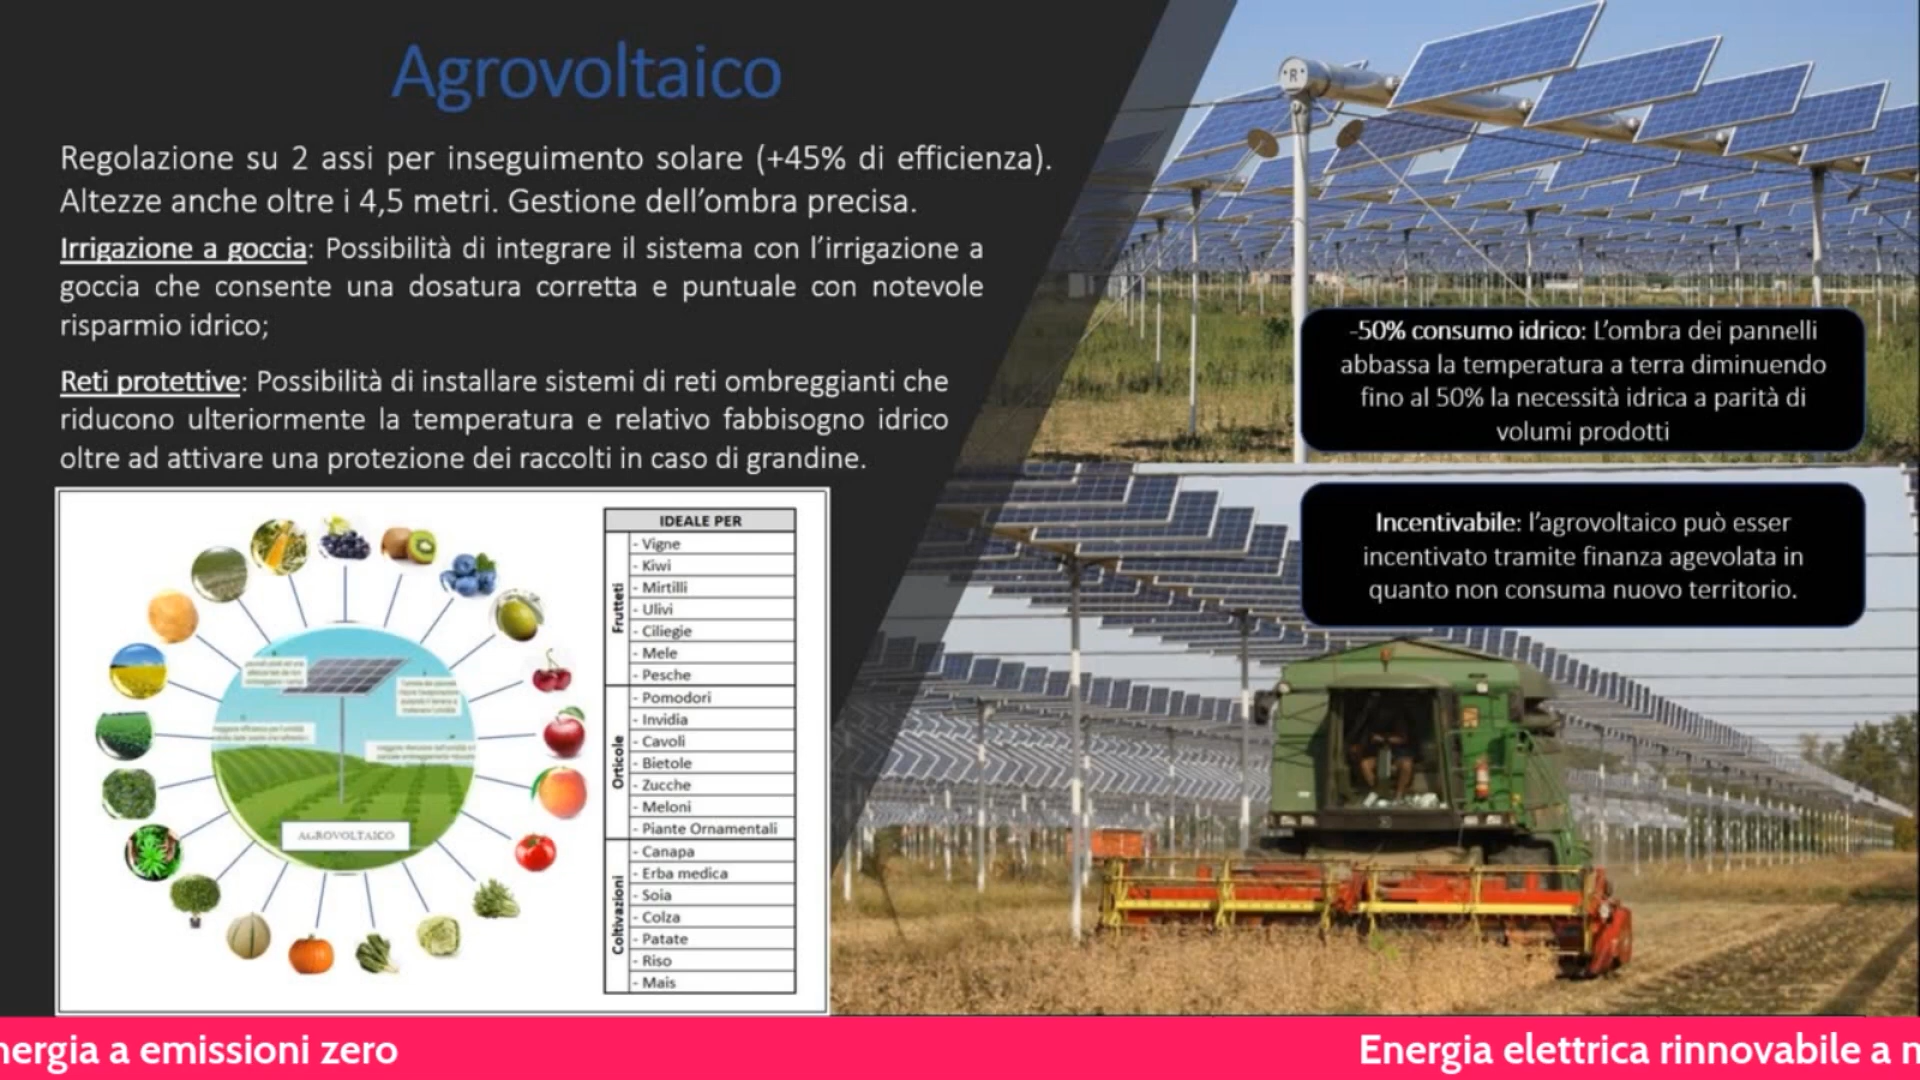 Agrovoltaico
Regolazione su 2 assi per inseguimento solare (+45% di efficienza).
Altezze anche oltre i 4,5 metri. Gestione dell'ombra precisa.
Irrigazione a goccia: Possibilità di integrare il sistema con l'irrigazione a
goccia che consente una dosatura corretta e puntuale con notevole
risparmio idrico;
Reti protettive: Possibilità di installare sistemi di reti ombreggianti che
riducono ulteriormente la temperatura e relativo fabbisogno idrico
oltre ad attivare una protezione dei raccolti in caso di grandine.
AGROVOLTAICO
IDEALE PER
Frutteti
- Vigne
- Kiwi
- Mirtilli
- Ulivi
- Ciliegie
- Mele
- Pesche
Orticole
- Pomodori
- Invidia
- Cavoli
- Bietole
- Zucche
- Meloni
- Piante Ornamentali
Coltivazioni
- Canapa
- Erba medica
- Soia
- Colza
- Patate
- Riso
- Mais
R
-50% consumo idrico: L'ombra dei pannelli
abbassa la temperatura a terra diminuendo
fino al 50% la necessità idrica a parità di
volumi prodotti
Incentivabile: l'agrovoltaico può esser
incentivato tramite finanza agevolata in
quanto non consuma nuovo territorio.
nergia a emissioni zero
Energia elettrica rinnovabile a